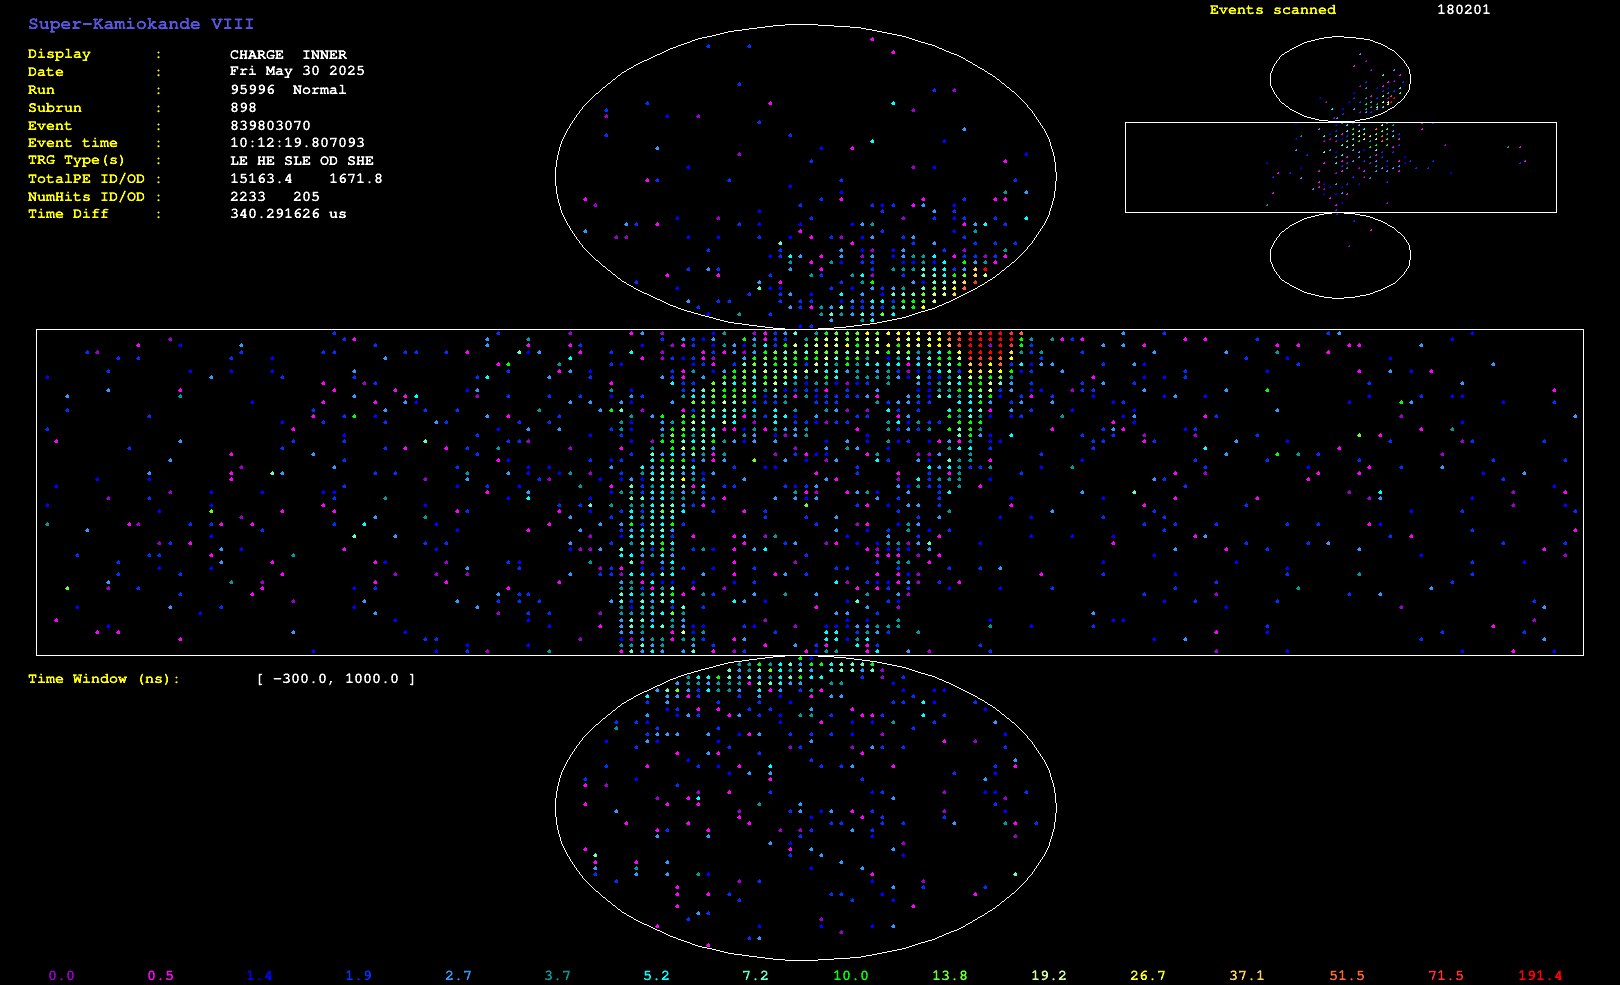 Super-Kamiokande VIII
Events scanned 180201
Display : CHARGE INNER
Date : Fri May 30 2025
Run : 95996 Normal
Subrun : 898
Event : 839803070
Event time : 10:12:19.807093
TRG Type(s) : LE HE SLE OD SHE
TotalPE ID/OD : 15163.4 1671.8
NumHits ID/OD : 2233 205
Time Diff : 340.291626 us
Time Window (ns): [ -300.0, 1000.0 ]
0.0 0.5 1.4 1.9 2.7 3.7 5.2 7.2 10.0 13.8 19.2 26.7 37.1 51.5 71.5 191.4